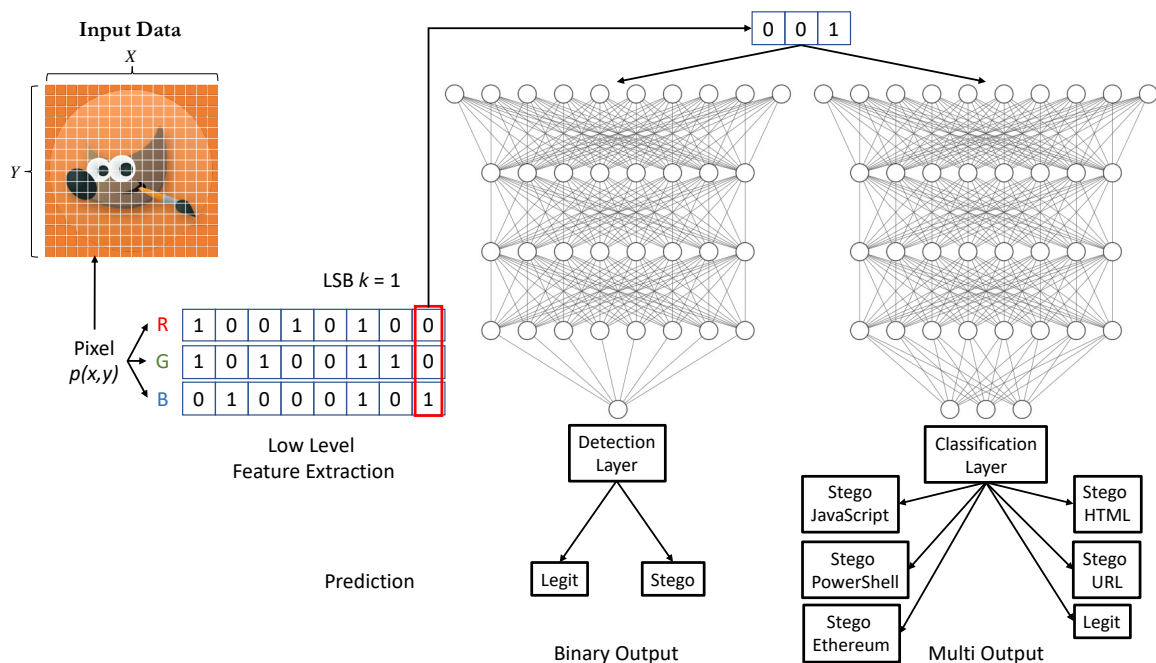 Input Data
X
Y
0 0 1
LSB k = 1
R 1 0 0 1 0 1 0 0
G 1 0 1 0 0 1 1 0
B 0 1 0 0 0 1 0 1
Pixel
p(x,y)
Low Level
Feature Extraction
Detection
Layer
Classification
Layer
Stego
JavaScript
Stego
HTML
Stego
PowerShell
Stego
URL
Stego
Ethereum
Legit
Prediction
Legit
Stego
Binary Output
Multi Output